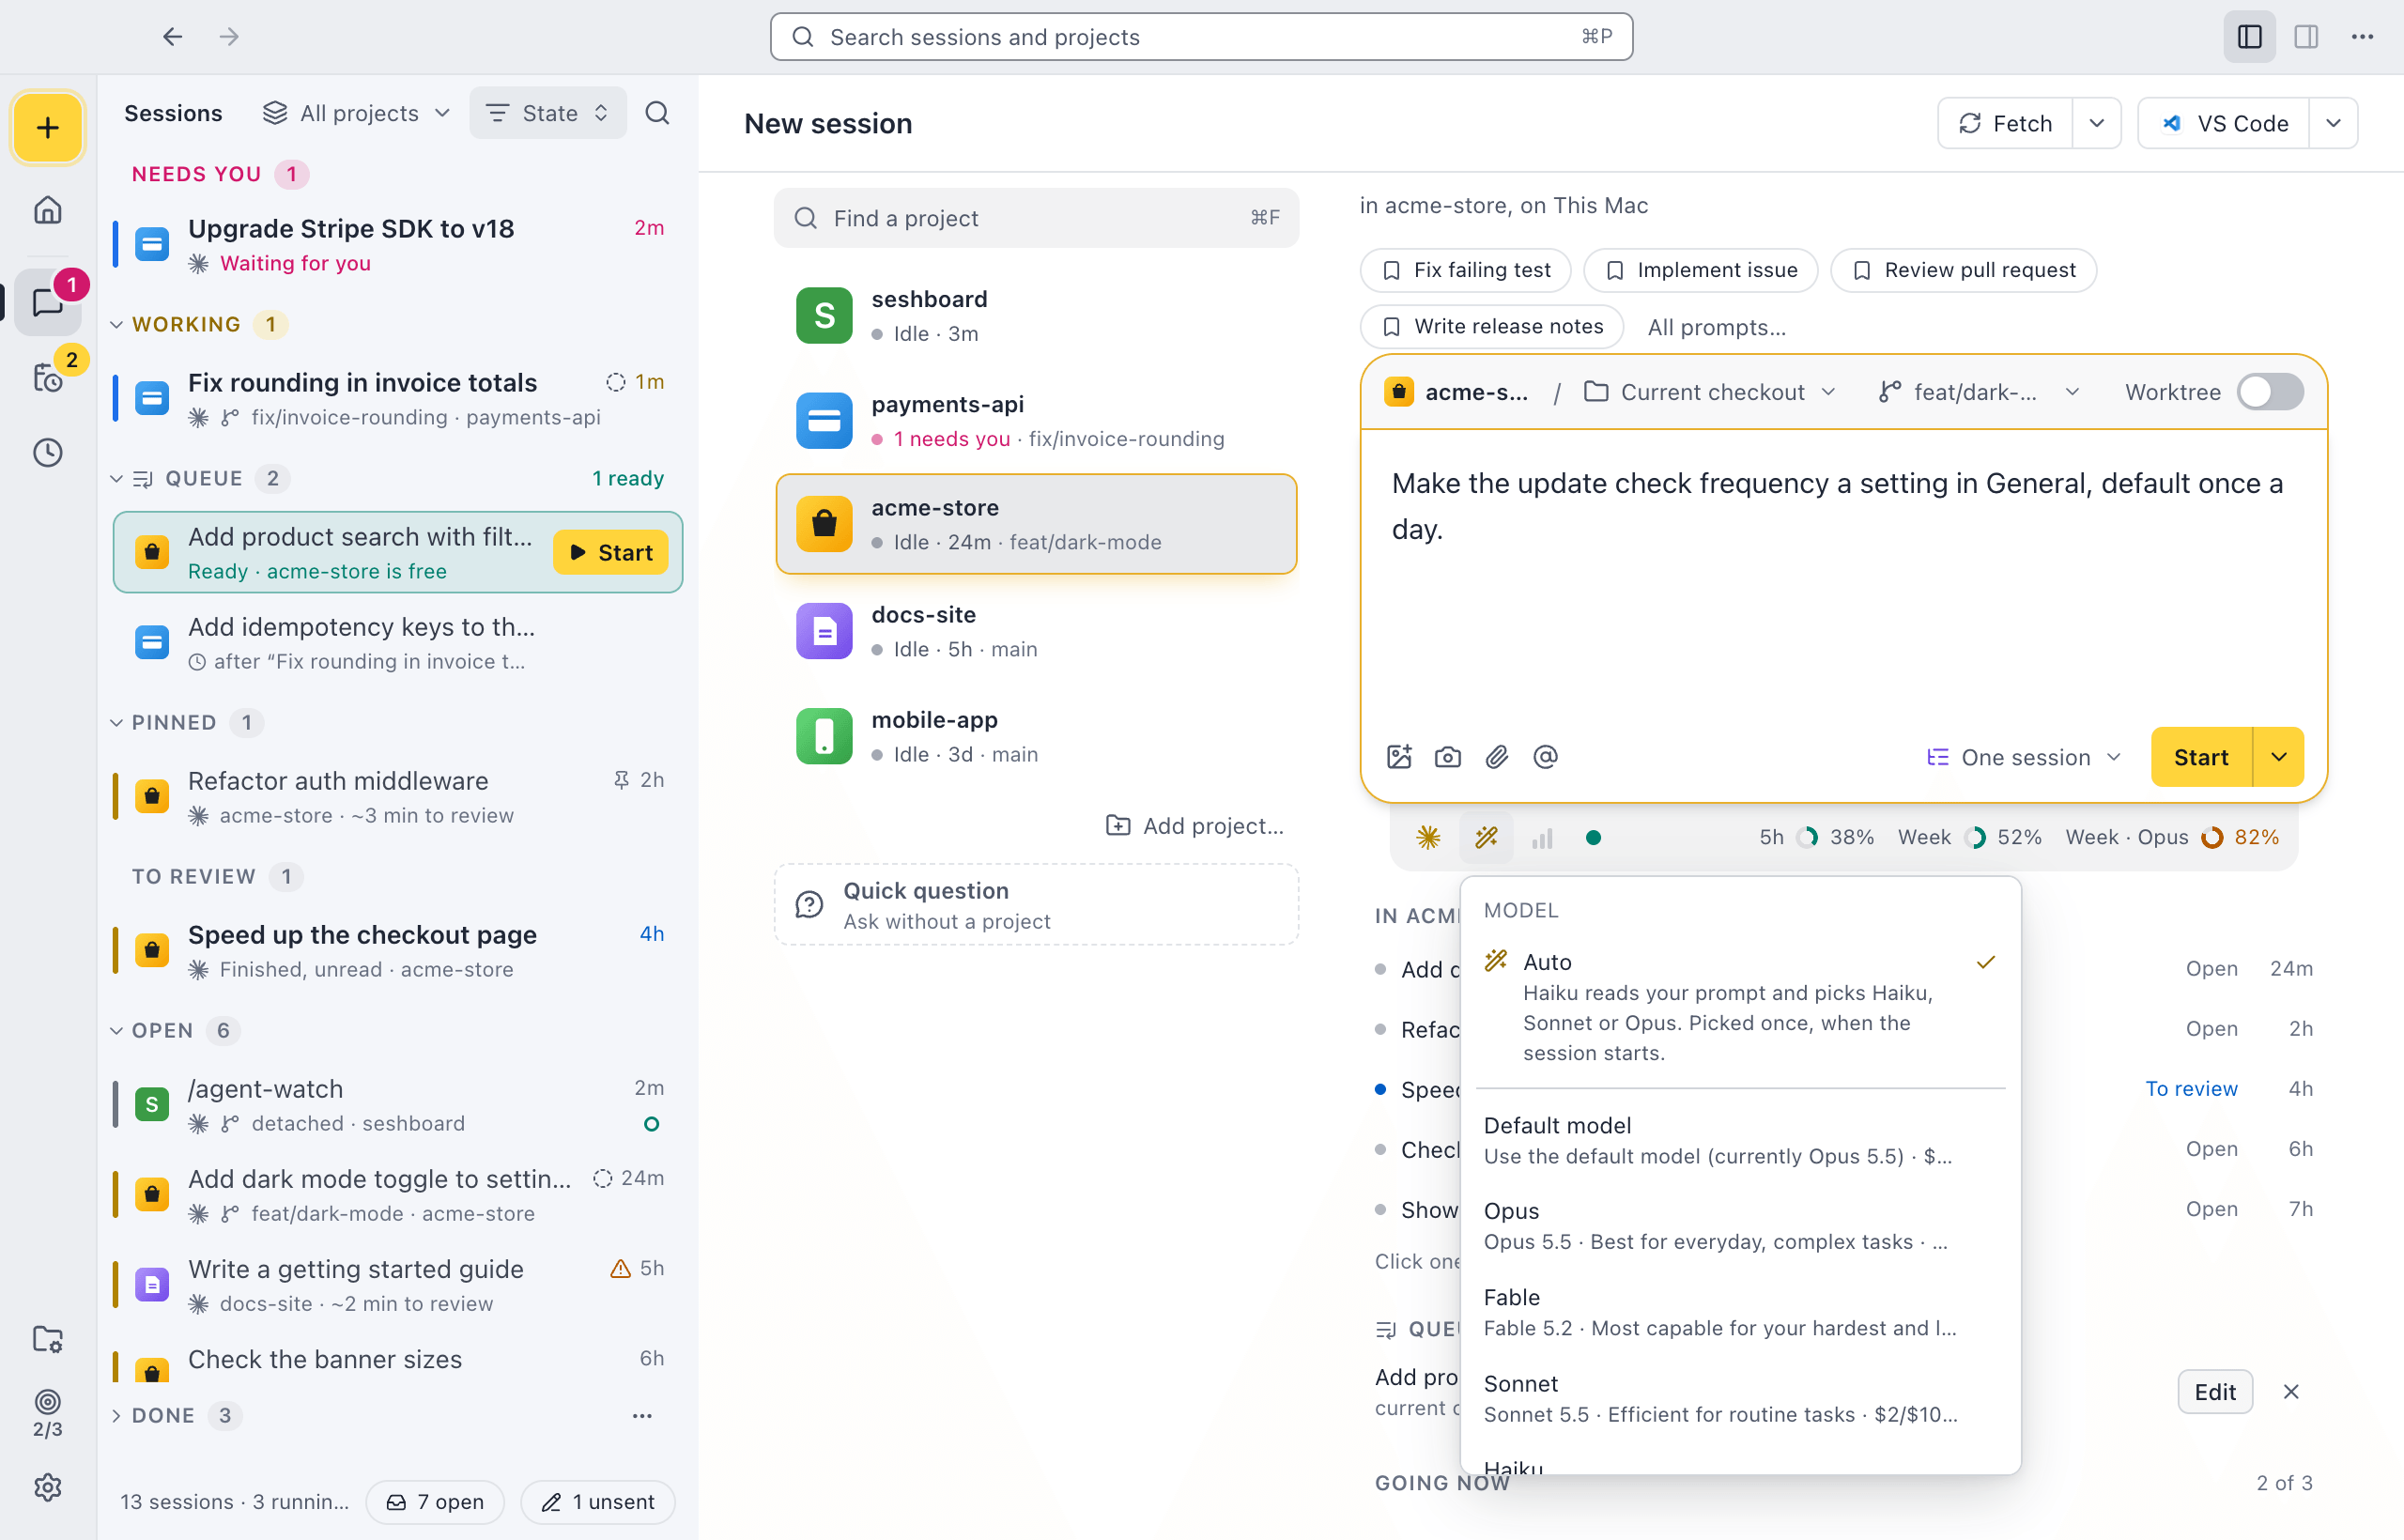 Search sessions and projects ⌘P
Sessions
All projects
State
NEEDS YOU 1
Upgrade Stripe SDK to v18 2m
Waiting for you
WORKING 1
Fix rounding in invoice totals 1m
fix/invoice-rounding · payments-api
QUEUE 2 1 ready
Add product search with filt...
Ready · acme-store is free
Start
Add idempotency keys to th...
after “Fix rounding in invoice t...
PINNED 1
Refactor auth middleware 2h
acme-store · ~3 min to review
TO REVIEW 1
Speed up the checkout page 4h
Finished, unread · acme-store
OPEN 6
S
/agent-watch 2m
detached · seshboard
Add dark mode toggle to settin... 24m
feat/dark-mode · acme-store
Write a getting started guide 5h
docs-site · ~2 min to review
Check the banner sizes 6h
DONE 3
13 sessions · 3 runnin...
7 open
1 unsent
1
2
2/3
New session
Fetch
VS Code
Find a project ⌘F
S
seshboard
Idle · 3m
payments-api
1 needs you · fix/invoice-rounding
acme-store
Idle · 24m · feat/dark-mode
docs-site
Idle · 5h · main
mobile-app
Idle · 3d · main
Add project...
Quick question
Ask without a project
in acme-store, on This Mac
Fix failing test
Implement issue
Review pull request
Write release notes
All prompts...
acme-s... / Current checkout feat/dark-... Worktree
Make the update check frequency a setting in General, default once a
day.
One session
Start
5h 38% Week 52% Week · Opus 82%
MODEL
Auto
Haiku reads your prompt and picks Haiku,
Sonnet or Opus. Picked once, when the
session starts.
Default model
Use the default model (currently Opus 5.5) · $...
Opus
Opus 5.5 · Best for everyday, complex tasks · ...
Fable
Fable 5.2 · Most capable for your hardest and l...
Sonnet
Sonnet 5.5 · Efficient for routine tasks · $2/$10...
Haiku
Open 24m
Refac
Open 2h
Speed
To review 4h
Check
Open 6h
Show
Open 7h
Click one
Add pro
current
Edit
GOING NOW 2 of 3